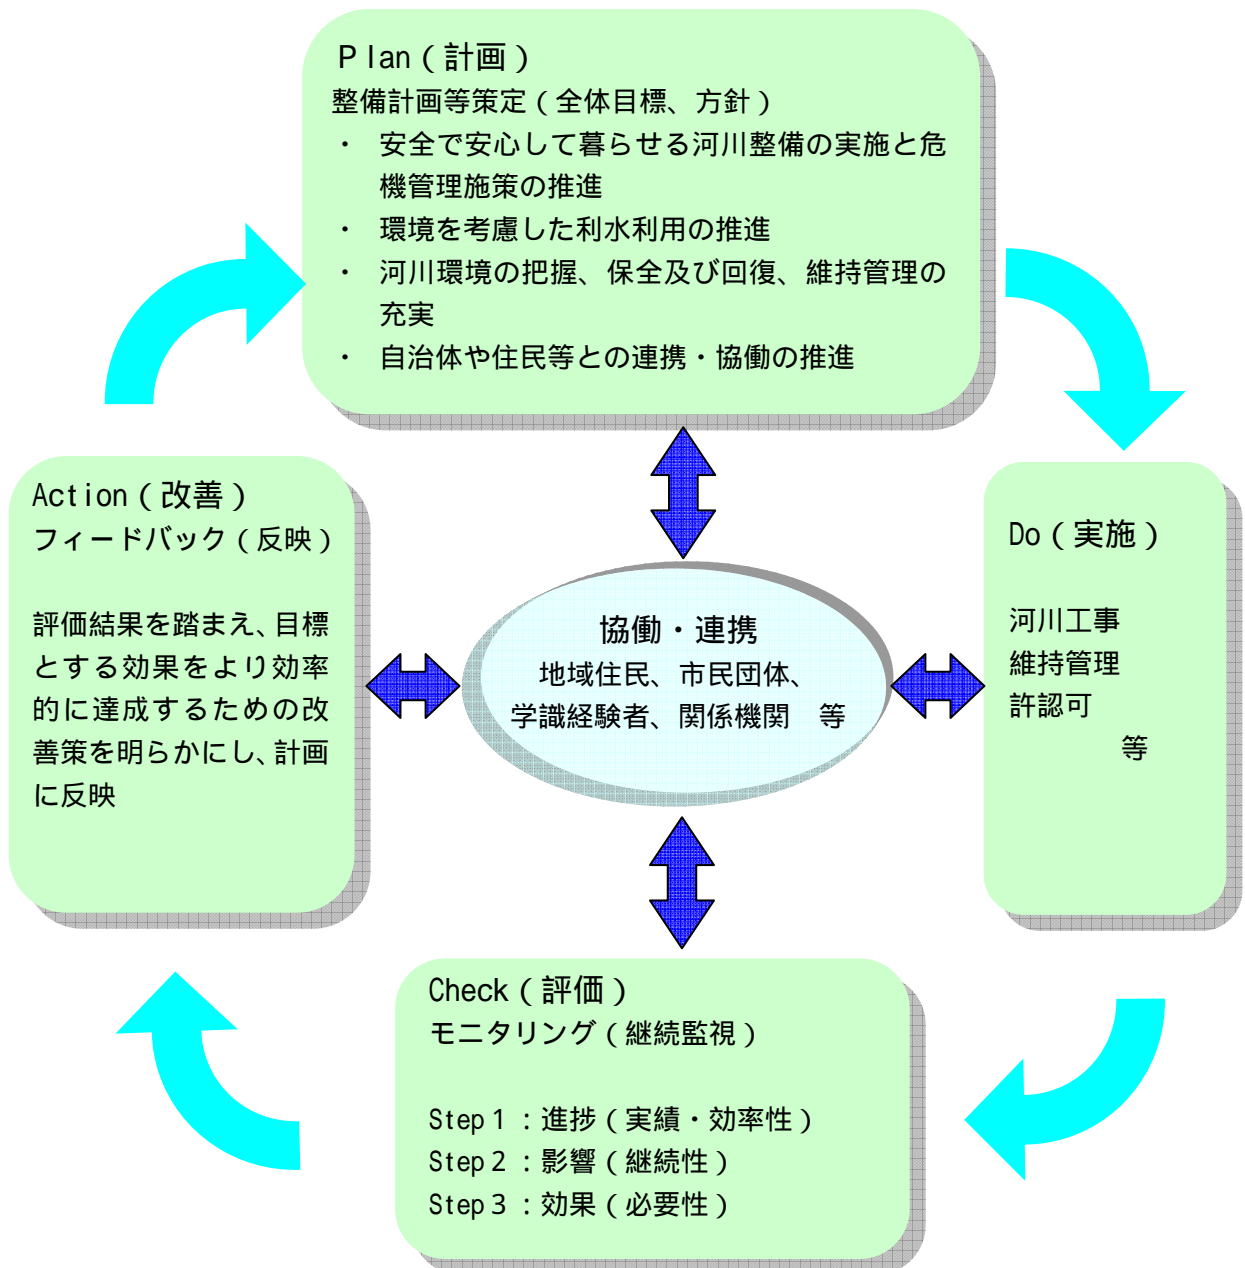 Plan（計画）
整備計画等策定（全体目標、方針）
・ 安全で安心して暮らせる河川整備の実施と危
機管理施策の推進
・ 環境を考慮した利水利用の推進
・ 河川環境の把握、保全及び回復、維持管理の
充実
・ 自治体や住民等との連携・協働の推進
Do（実施）
河川工事
維持管理
許認可
等
Check（評価）
モニタリング（継続監視）
Step1：進捗（実績・効率性）
Step2：影響（継続性）
Step3：効果（必要性）
Action（改善）
フィードバック（反映）
評価結果を踏まえ、目標
とする効果をより効率
的に達成するための改
善策を明らかにし、計画
に反映
協働・連携
地域住民、市民団体、
学識経験者、関係機関　等